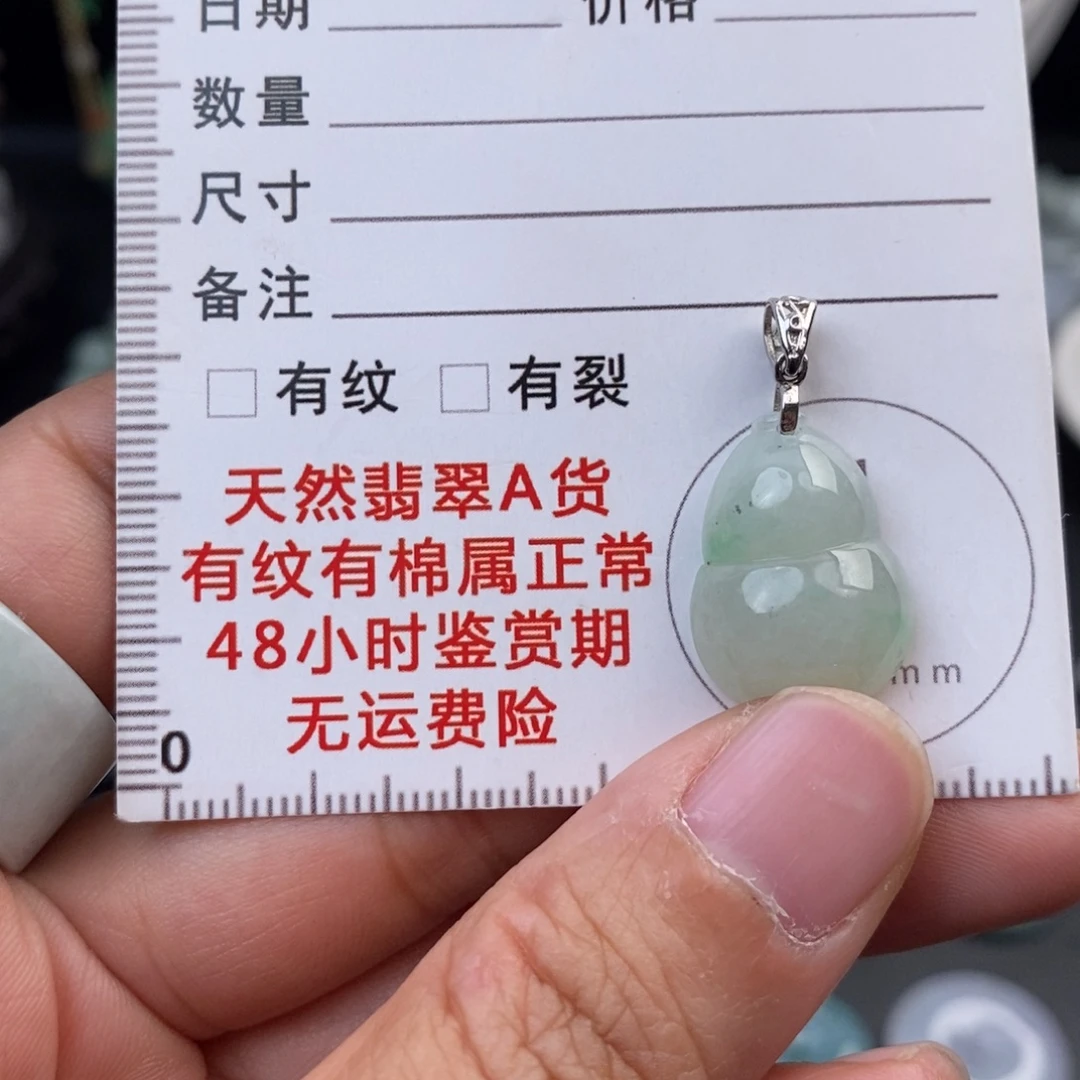 日期 价格
数量
尺寸
备注
有纹 有裂
天然翡翠A货
有纹有棉属正常
48小时鉴赏期
无运费险
mm
0